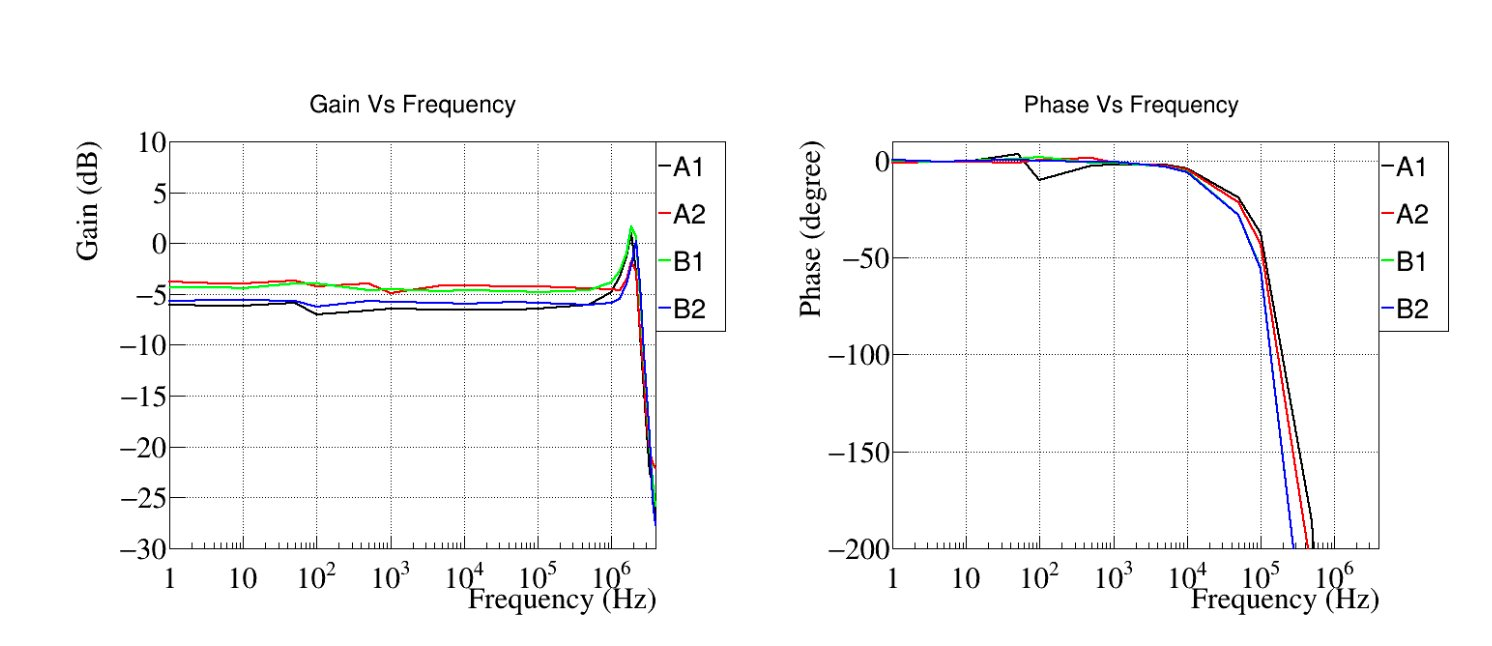 Gain Vs Frequency
Gain (dB)
10
5
0
−5
−10
−15
−20
−25
−30
1 10 10² 10³ 10⁴ 10⁵ 10⁶
Frequency (Hz)
A1
A2
B1
B2
Phase Vs Frequency
Phase (degree)
0
−50
−100
−150
−200
1 10 10² 10³ 10⁴ 10⁵ 10⁶
Frequency (Hz)
A1
A2
B1
B2